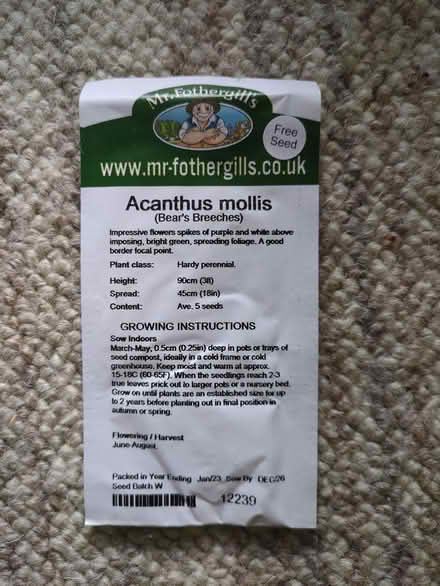 Mr. Fothergill's
Free
Seed
www.mr-fothergills.co.uk
Acanthus mollis
(Bear's Breeches)
Impressive flowers spikes of purple and white above
imposing, bright green, spreading foliage. A good
border focal point.
Plant class: Hardy perennial.
Height: 90cm (3ft)
Spread: 45cm (18in)
Content: Ave. 5 seeds
GROWING INSTRUCTIONS
Sow Indoors
March-May, 0.5cm (0.25in) deep in pots or trays of
seed compost, ideally in a cold frame or cold
greenhouse. Keep moist and warm at approx.
15-18C (60-65F). When the seedlings reach 2-3
true leaves prick out to larger pots or a nursery bed.
Grow on until plants are an established size for up
to 2 years before planting out in final position in
autumn or spring.
Flowering / Harvest
June-August.
Packed in Year Ending Jan/23 Sow By DEC/26
Seed Batch W
12239